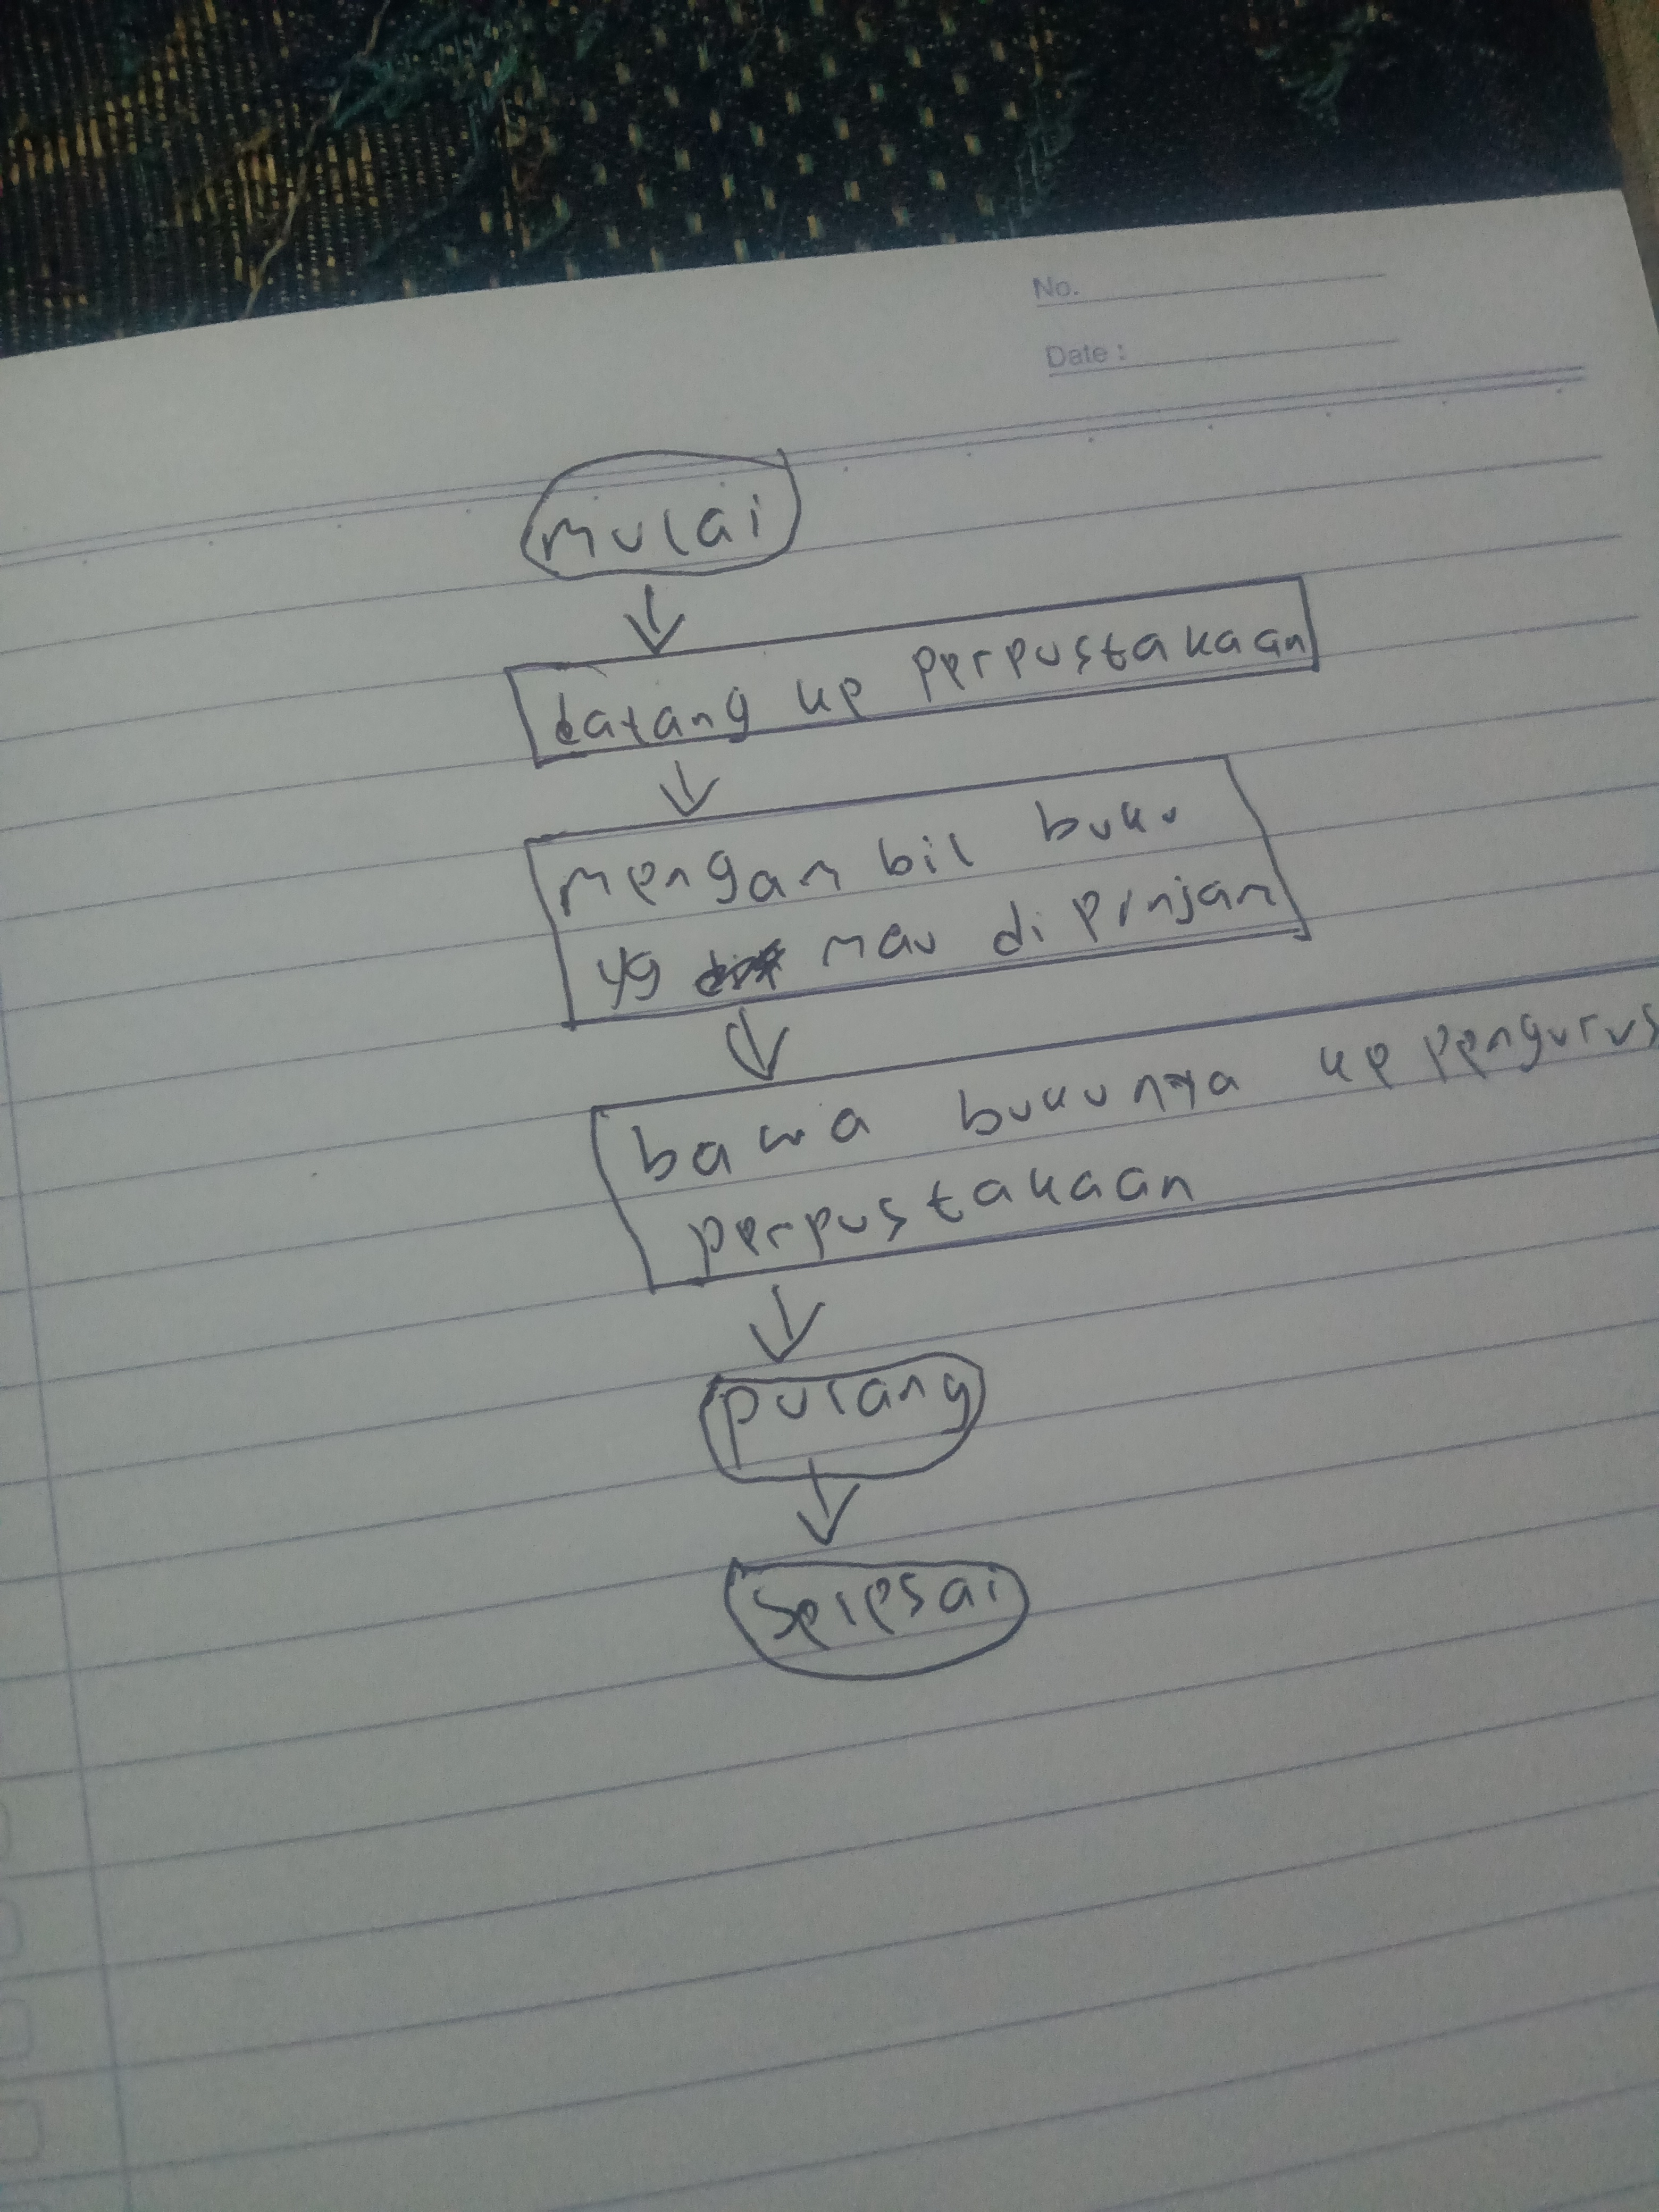 No.
Date :
mulai
datang ke perpustakaan
mengambil buku
yg mau di pinjam
bawa bukunya ke pengurus
perpustakaan
pulang
Selesai